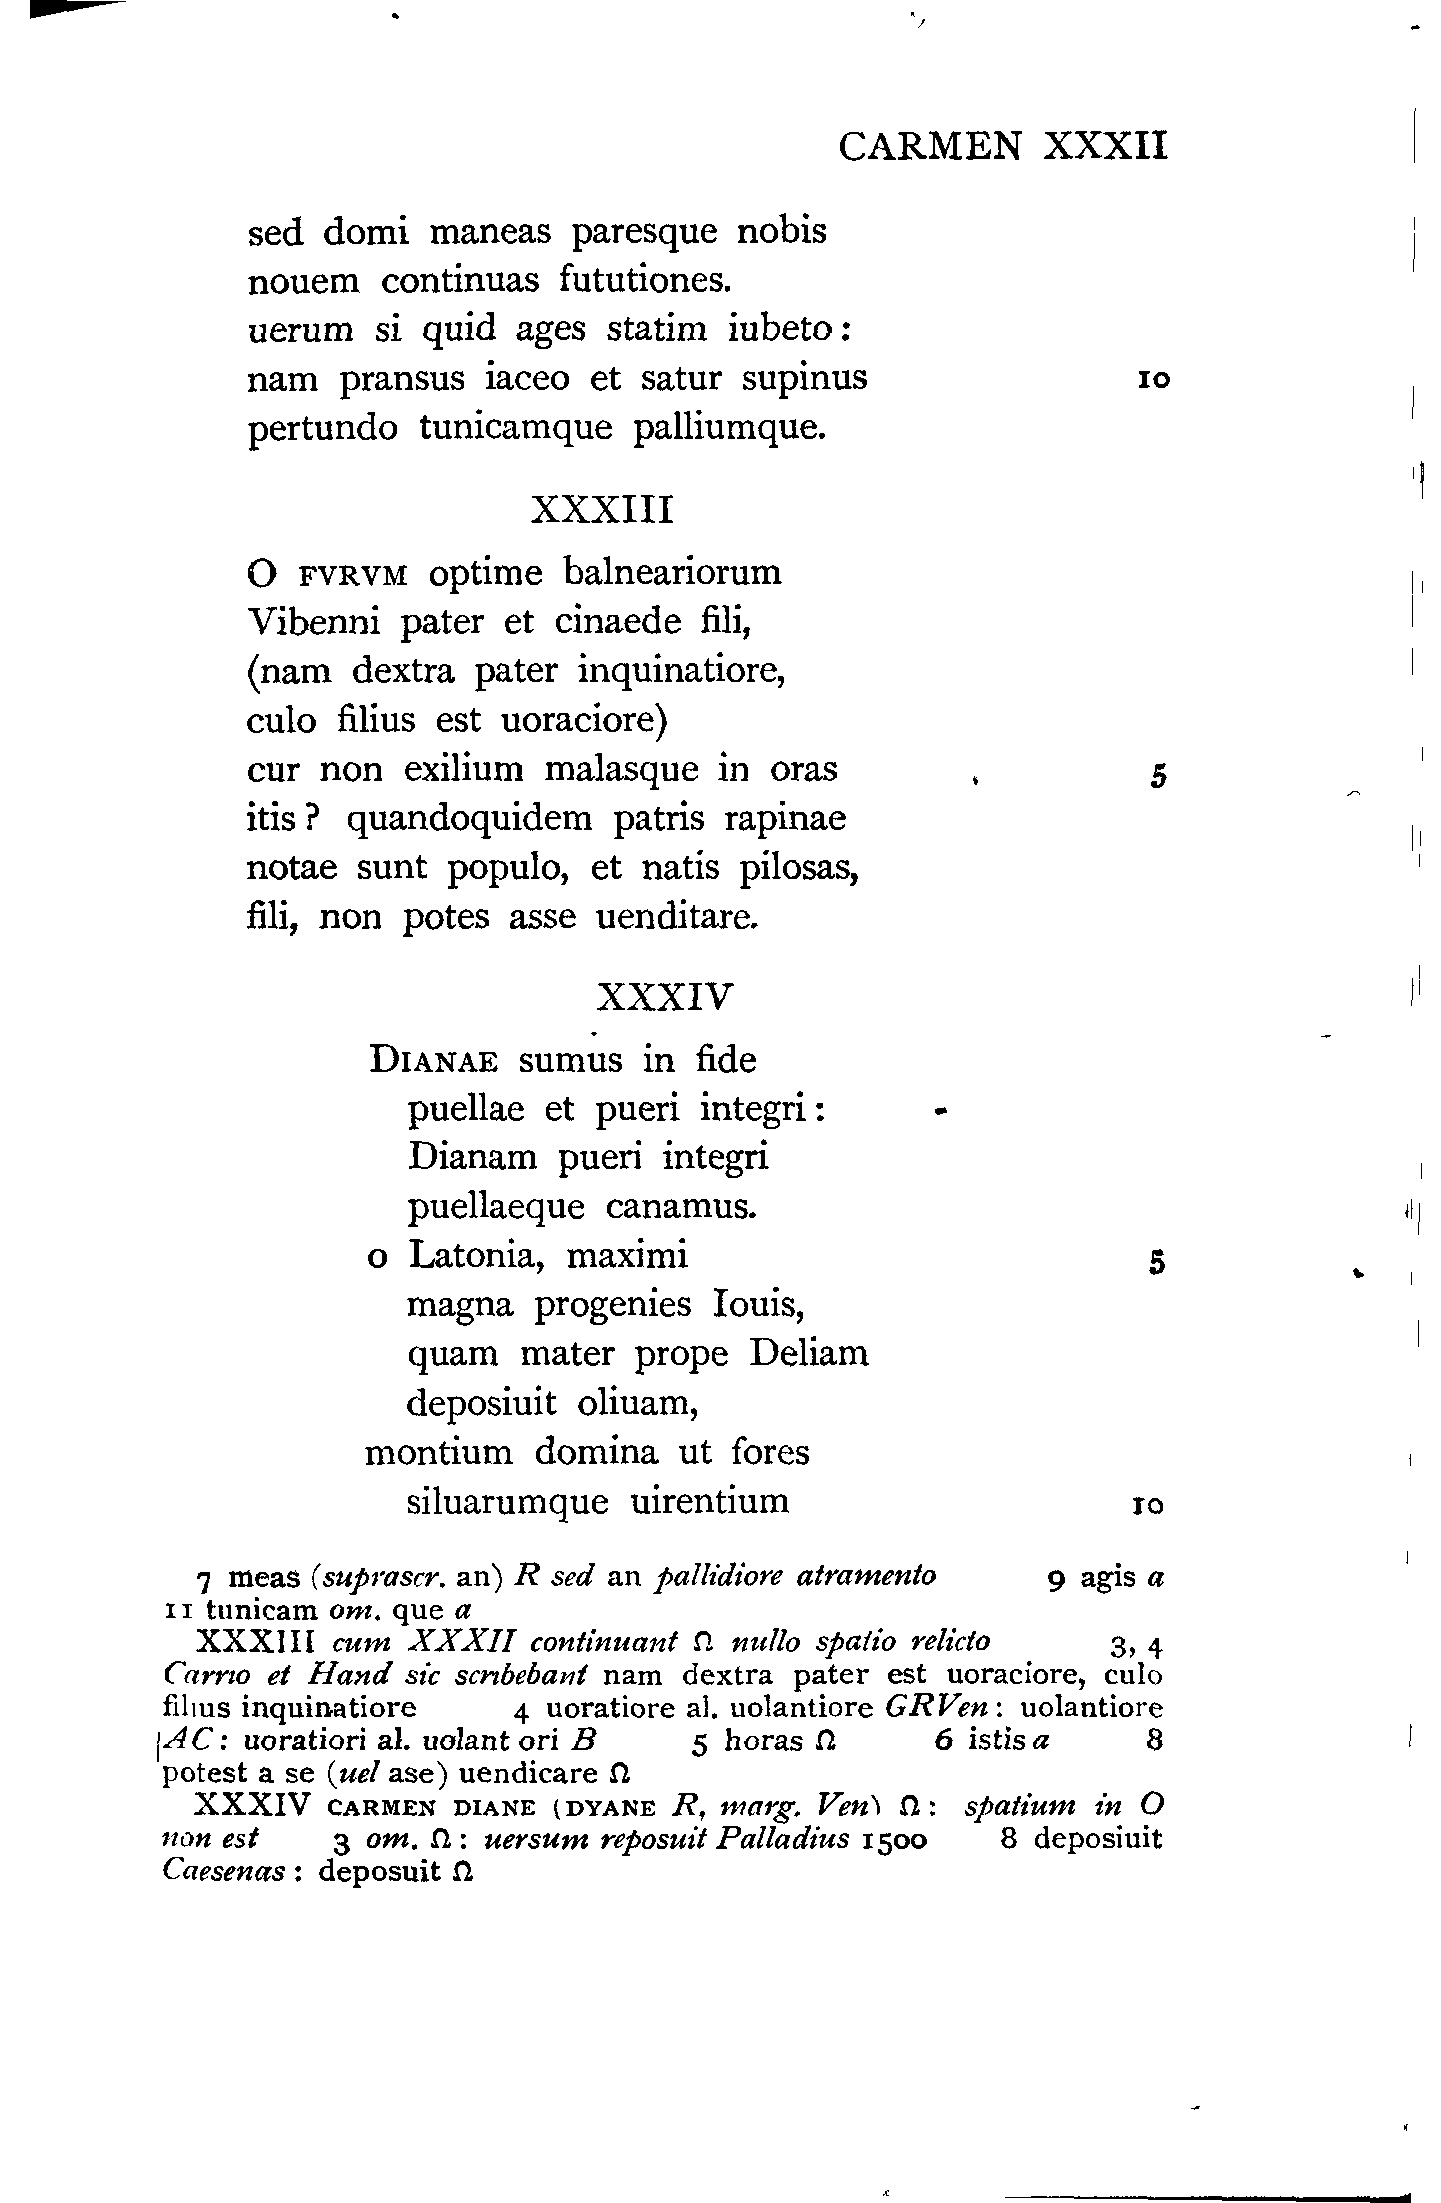 CARMEN XXXII
sed domi maneas paresque nobis
nouem continuas fututiones.
uerum si quid ages statim iubeto:
nam pransus iaceo et satur supinus 10
pertundo tunicamque palliumque.
XXXIII
O FVRVM optime balneariorum
Vibenni pater et cinaede fili,
(nam dextra pater inquinatiore,
culo filius est uoraciore)
cur non exilium malasque in oras 5
itis? quandoquidem patris rapinae
notae sunt populo, et natis pilosas,
fili, non potes asse uenditare.
XXXIV
DIANAE sumus in fide
puellae et pueri integri:
Dianam pueri integri
puellaeque canamus.
o Latonia, maximi 5
magna progenies Iouis,
quam mater prope Deliam
deposiuit oliuam,
montium domina ut fores
siluarumque uirentium 10
7 meas (suprascr. an) R sed an pallidiore atramento 9 agis a
11 tunicam om. que a
XXXIII cum XXXII continuant Ω nullo spatio relicto 3, 4
Carrio et Hand sic scribebant nam dextra pater est uoraciore, culo
filius inquinatiore 4 uoratiore al. uolantiore GRVen: uolantiore
AC: uoratiori al. uolantiori B 5 horas Ω 6 istis a 8
potest a se (uel ase) uendicare Ω
XXXIV CARMEN DIANE (DYANE R, marg. Ven) Ω: spatium in O
non est 3 om. Ω: uersum reposuit Palladius 1500 8 deposiuit
Caesenas: deposuit Ω